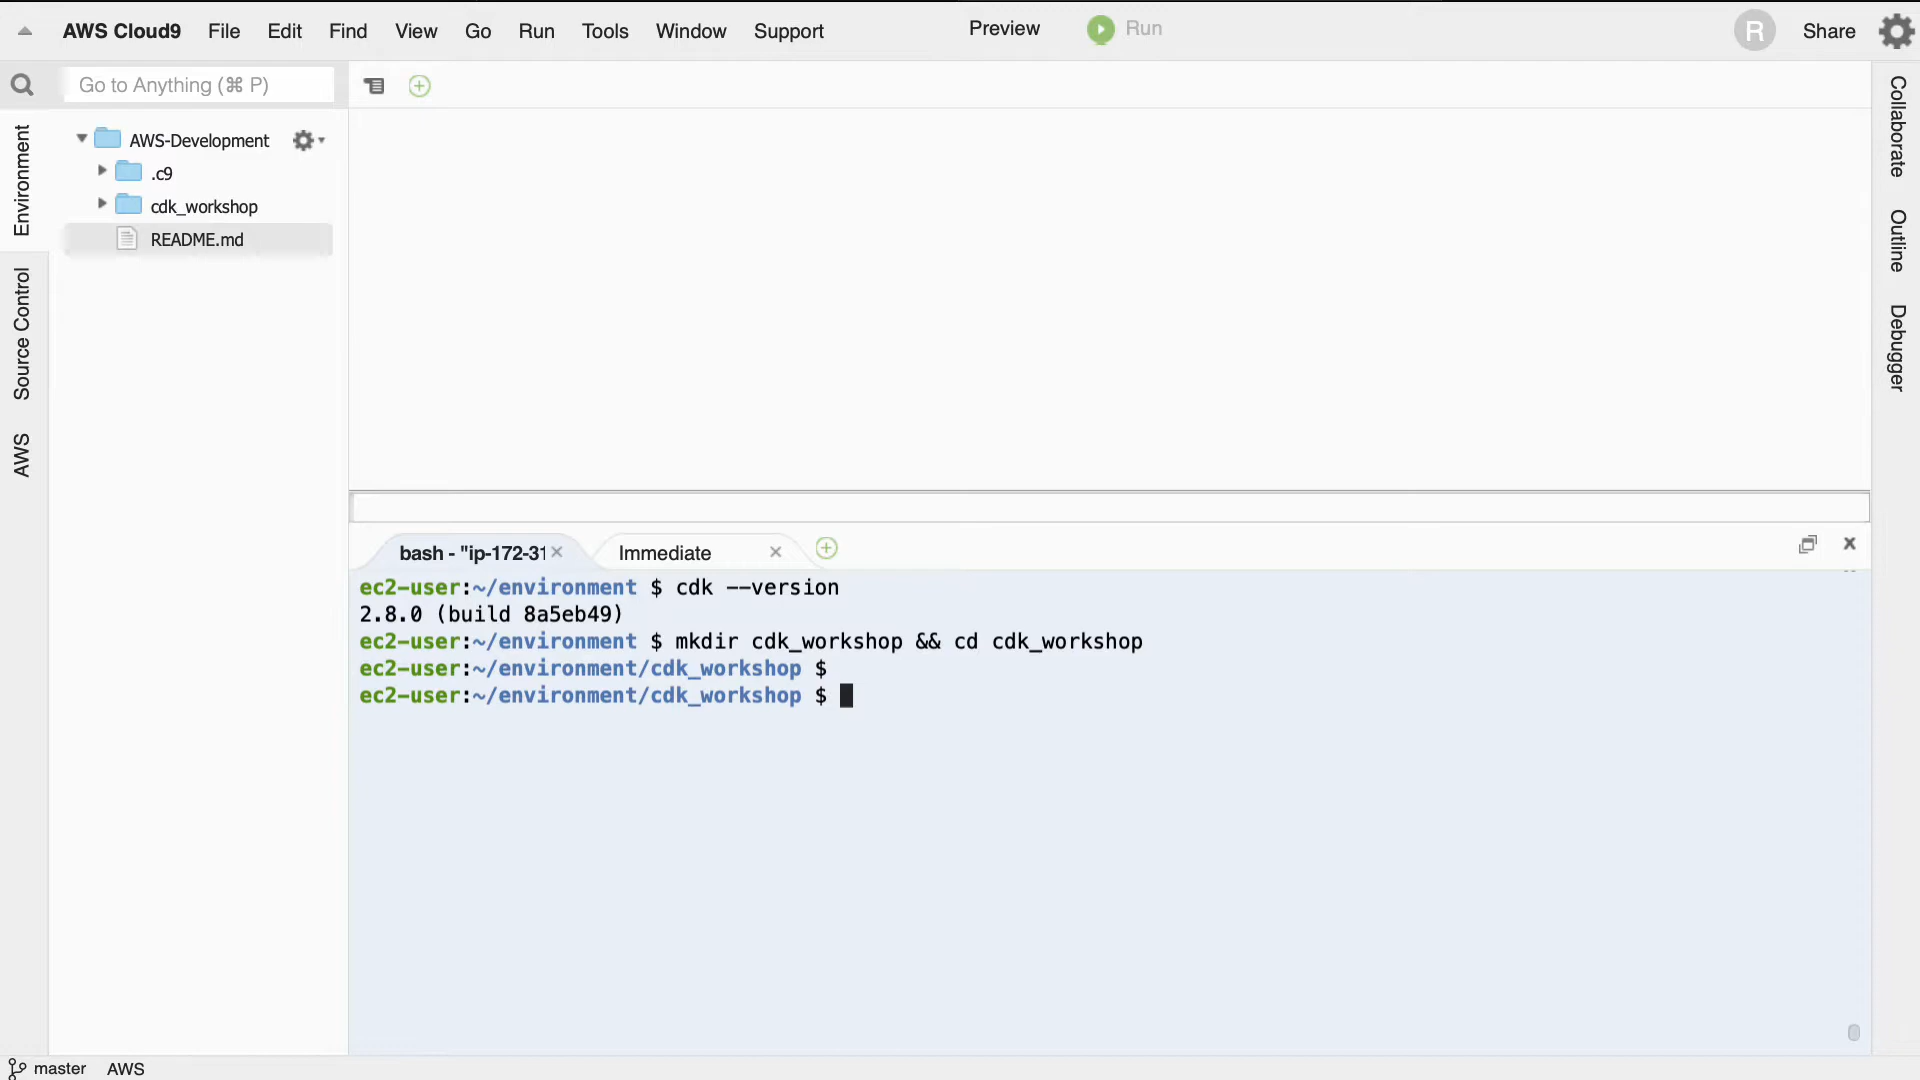 AWS Cloud9 File Edit Find View Go Run Tools Window Support Preview Run R Share
Go to Anything (⌘ P)
Environment
Source Control
AWS
AWS-Development
.c9
cdk_workshop
README.md
Collaborate
Outline
Debugger
bash - "ip-172-31 Immediate
ec2-user:~/environment $ cdk --version
2.8.0 (build 8a5eb49)
ec2-user:~/environment $ mkdir cdk_workshop && cd cdk_workshop
ec2-user:~/environment/cdk_workshop $
ec2-user:~/environment/cdk_workshop $
master AWS